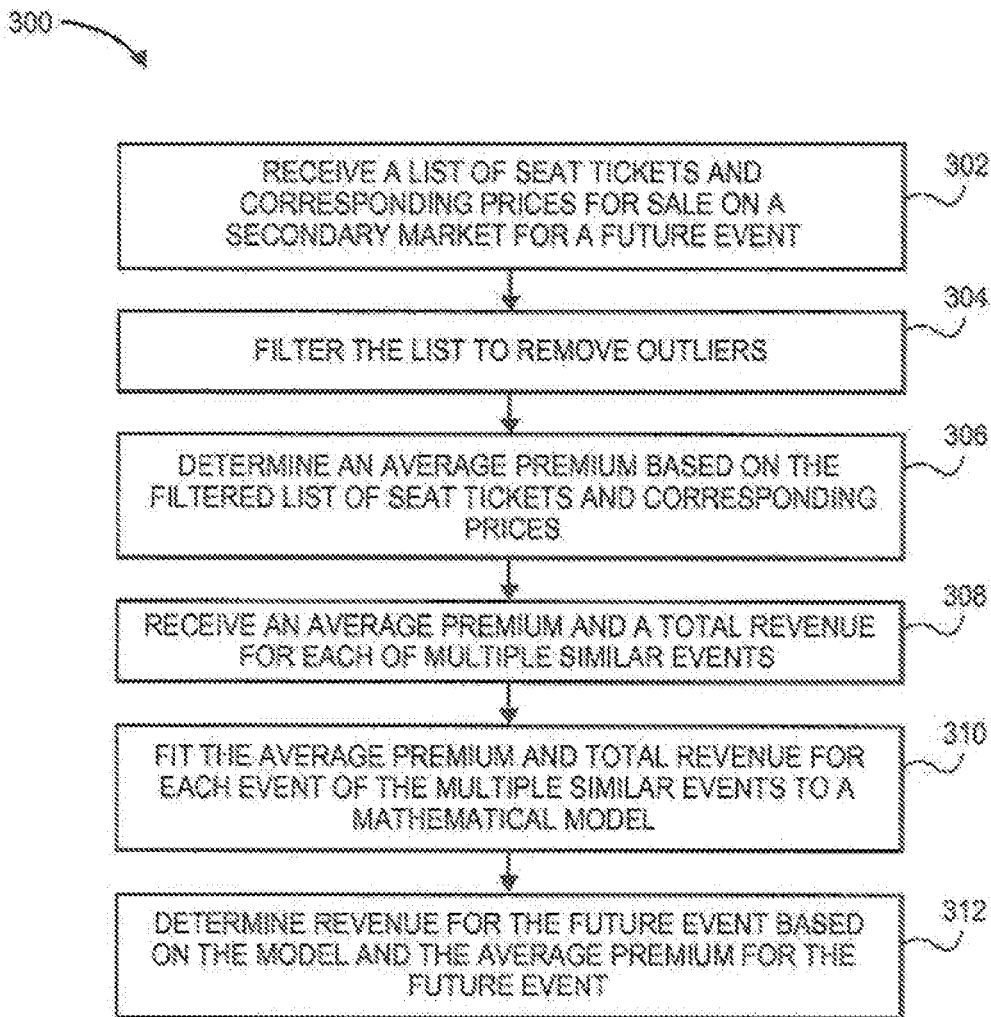 300
RECEIVE A LIST OF SEAT TICKETS AND
CORRESPONDING PRICES FOR SALE ON A
SECONDARY MARKET FOR A FUTURE EVENT
302
FILTER THE LIST TO REMOVE OUTLIERS
304
DETERMINE AN AVERAGE PREMIUM BASED ON THE
FILTERED LIST OF SEAT TICKETS AND CORRESPONDING
PRICES
306
RECEIVE AN AVERAGE PREMIUM AND A TOTAL REVENUE
FOR EACH OF MULTIPLE SIMILAR EVENTS
308
FIT THE AVERAGE PREMIUM AND TOTAL REVENUE FOR
EACH EVENT OF THE MULTIPLE SIMILAR EVENTS TO A
MATHEMATICAL MODEL
310
DETERMINE REVENUE FOR THE FUTURE EVENT BASED
ON THE MODEL AND THE AVERAGE PREMIUM FOR THE
FUTURE EVENT
312